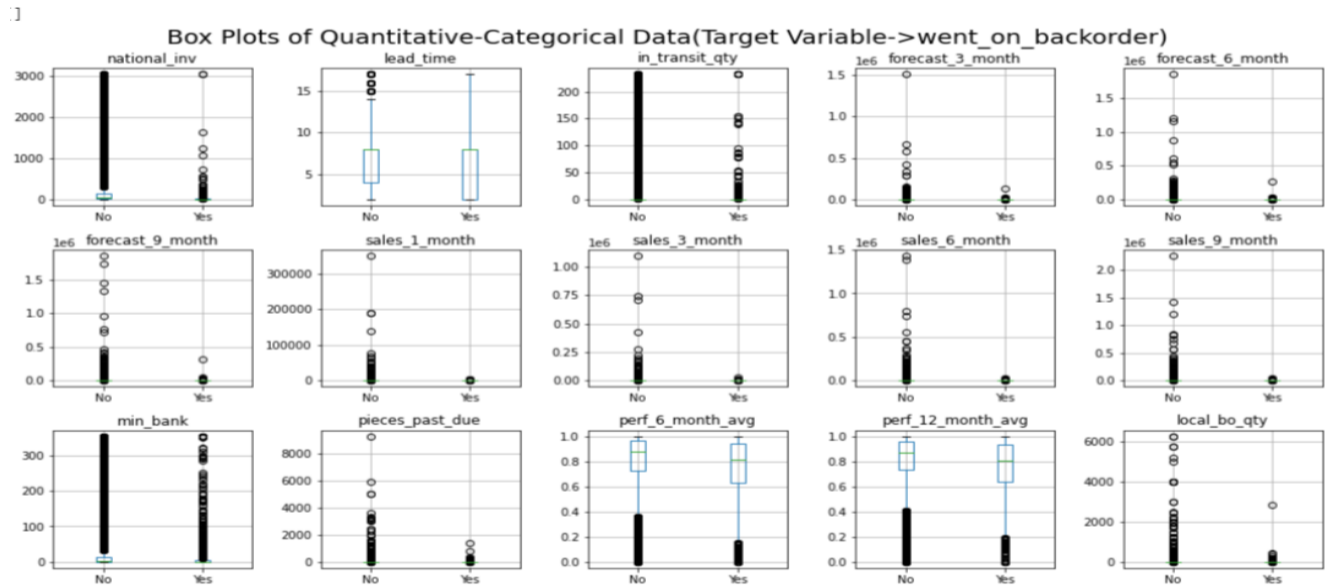 ]
Box Plots of Quantitative-Categorical Data(Target Variable->went_on_backorder)
national_inv
3000
2000
1000
0
No Yes
lead_time
15
10
5
No Yes
in_transit_qty
200
150
100
50
0
No Yes
forecast_3_month
1e6
1.5
1.0
0.5
0.0
No Yes
forecast_6_month
1e6
1.5
1.0
0.5
0.0
No Yes
forecast_9_month
1e6
1.5
1.0
0.5
0.0
No Yes
sales_1_month
300000
200000
100000
0
No Yes
sales_3_month
1e6
1.00
0.75
0.50
0.25
0.00
No Yes
sales_6_month
1e6
1.5
1.0
0.5
0.0
No Yes
sales_9_month
1e6
2.0
1.5
1.0
0.5
0.0
No Yes
min_bank
300
200
100
0
No Yes
pieces_past_due
8000
6000
4000
2000
0
No Yes
perf_6_month_avg
1.0
0.8
0.6
0.4
0.2
0.0
No Yes
perf_12_month_avg
1.0
0.8
0.6
0.4
0.2
0.0
No Yes
local_bo_qty
6000
4000
2000
0
No Yes